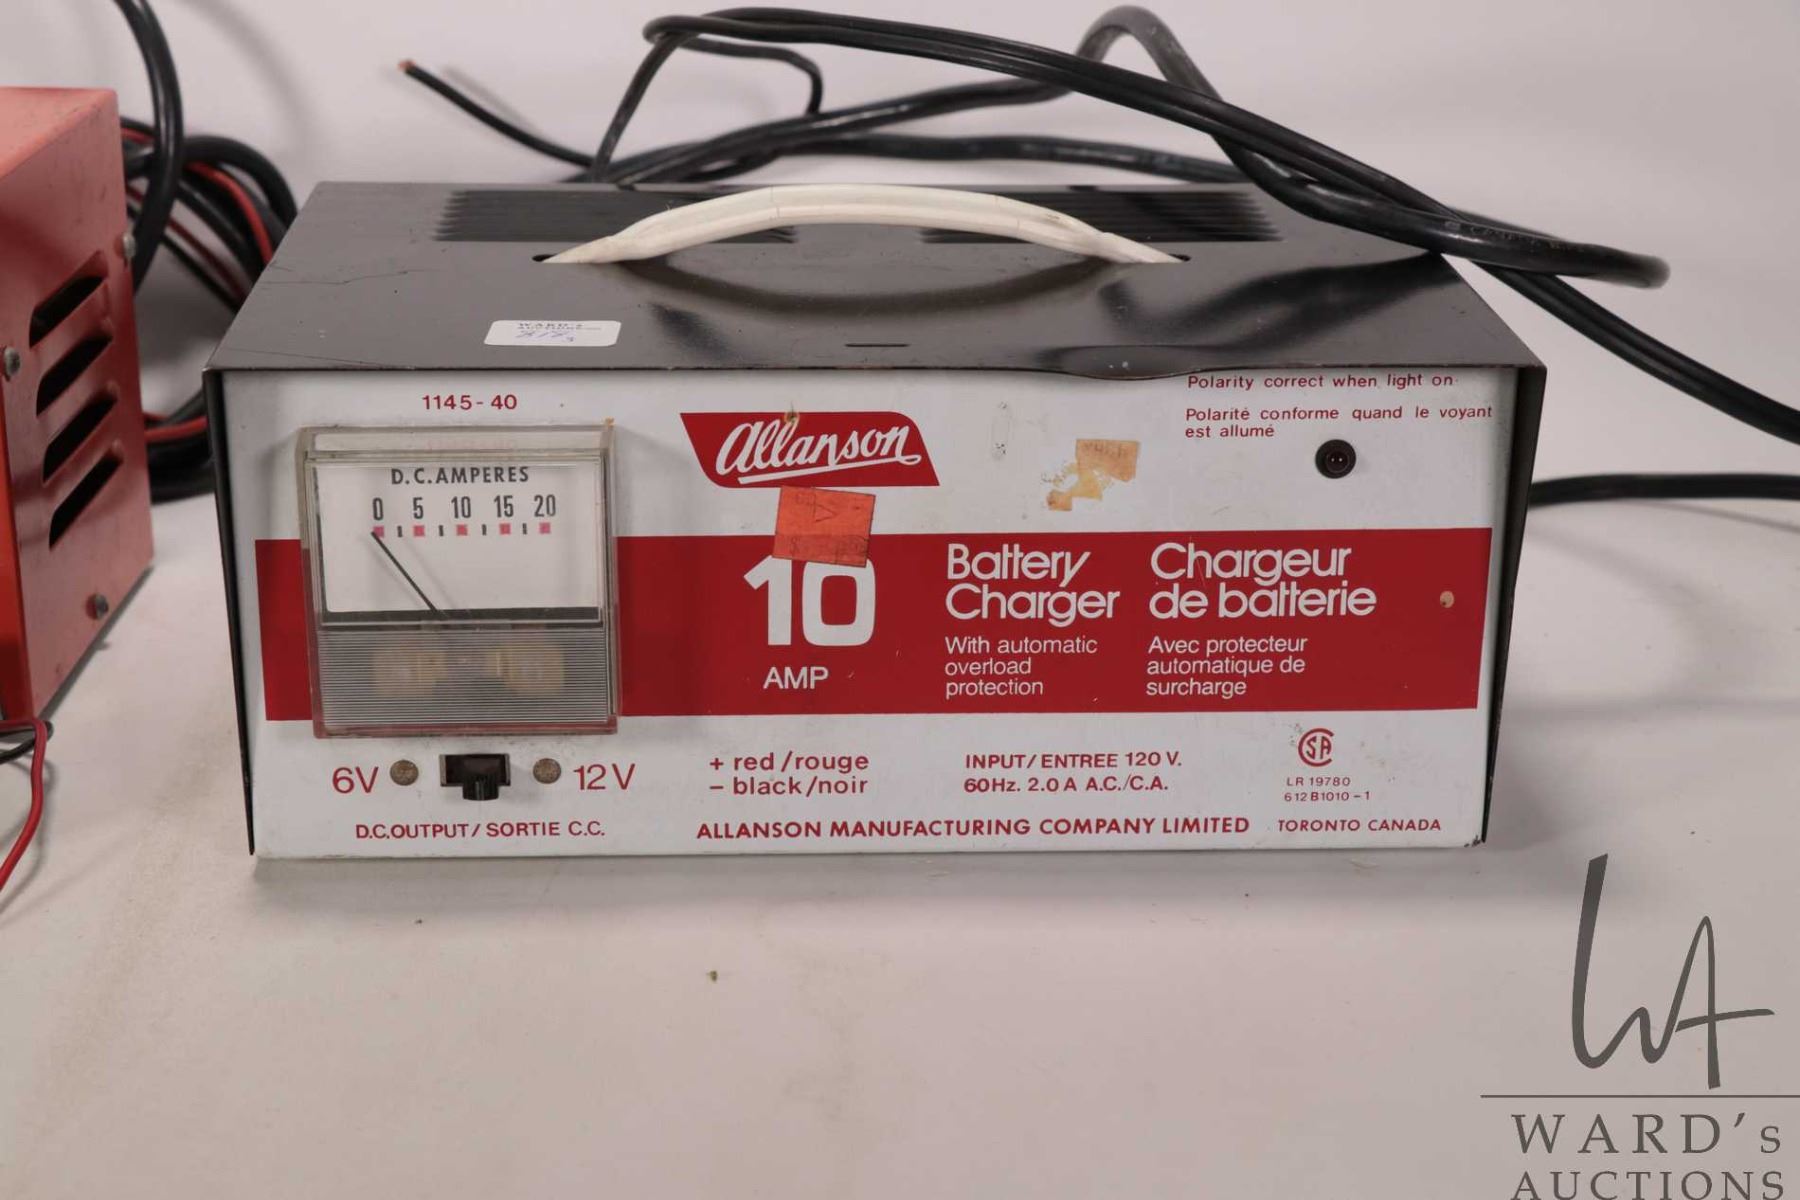 WARD's
1145-40
D.C. AMPERES
0 5 10 15 20
Allanson
Polarity correct when light on
Polarité conforme quand le voyant
est allumé
10
AMP
Battery
Charger
With automatic
overload
protection
Chargeur
de batterie
Avec protecteur
automatique de
surcharge
6V 12V
D.C. OUTPUT / SORTIE C.C.
+ red / rouge
- black / noir
INPUT / ENTREE 120 V.
60Hz. 2.0 A A.C./C.A.
SA
LR 19780
612B1010-1
ALLANSON MANUFACTURING COMPANY LIMITED TORONTO CANADA
WA
WARD's
AUCTIONS